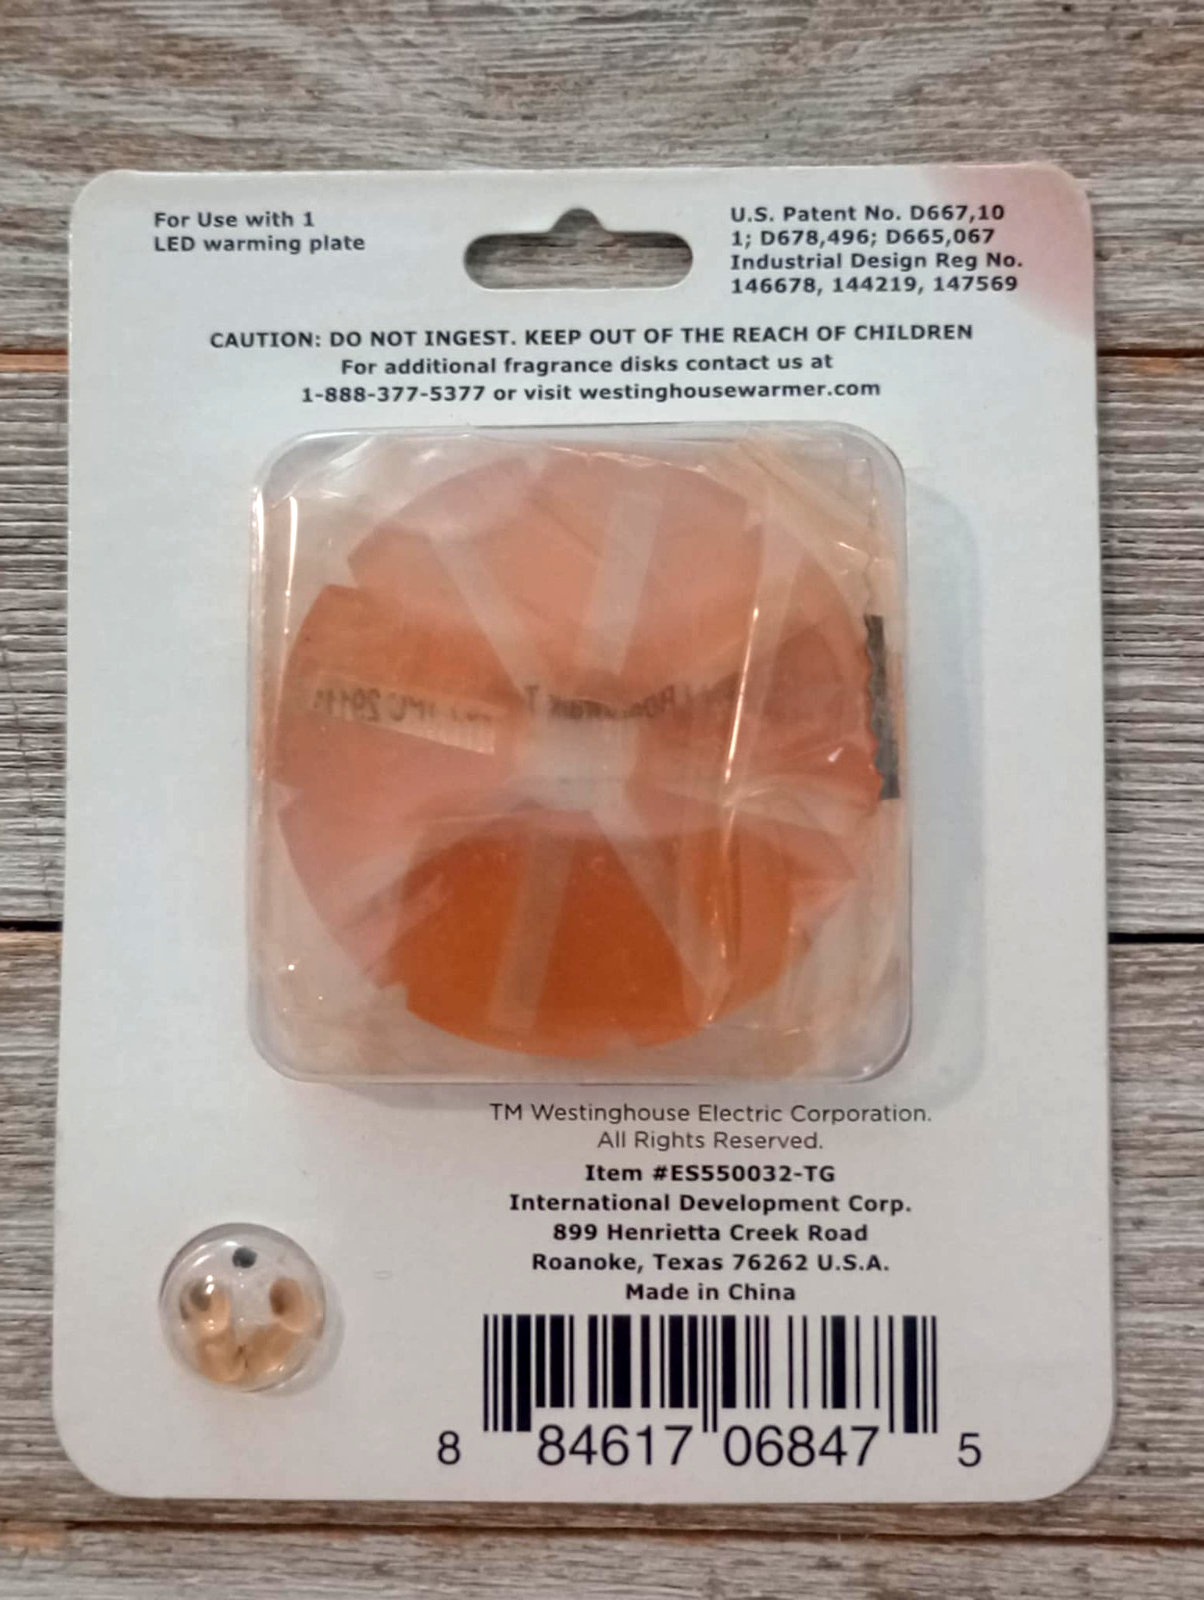 For Use with 1
LED warming plate
U.S. Patent No. D667,10
1; D678,496; D665,067
Industrial Design Reg No.
146678, 144219, 147569
CAUTION: DO NOT INGEST. KEEP OUT OF THE REACH OF CHILDREN
For additional fragrance disks contact us at
1-888-377-5377 or visit westinghousewarmer.com
TM Westinghouse Electric Corporation.
All Rights Reserved.
Item #ES550032-TG
International Development Corp.
899 Henrietta Creek Road
Roanoke, Texas 76262 U.S.A.
Made in China
8 84617 06847 5